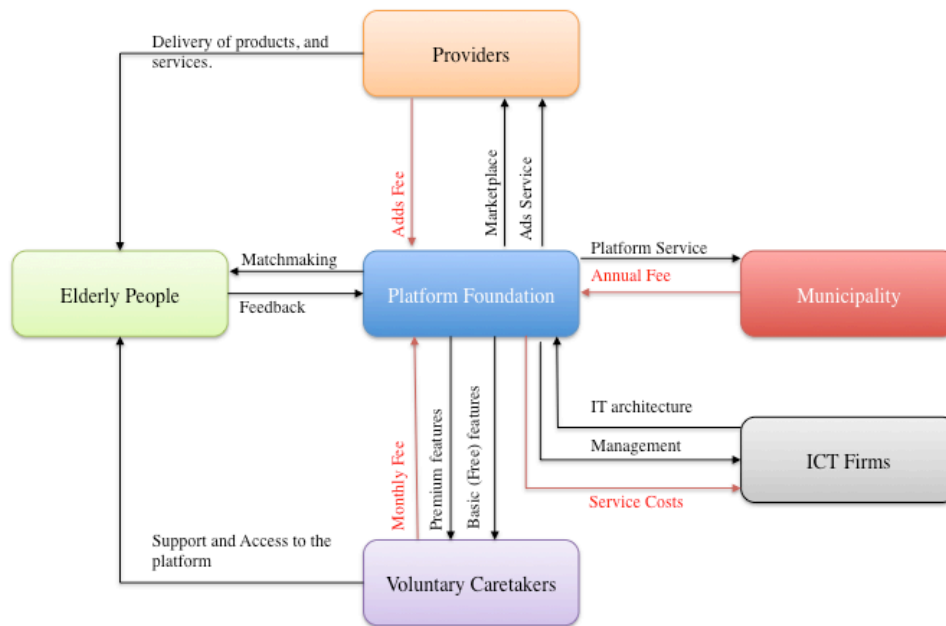 Delivery of products, and
services.
Providers
Adds Fee
Marketplace
Ads Service
Elderly People
Matchmaking
Feedback
Platform Foundation
Platform Service
Annual Fee
Municipality
IT architecture
Management
Service Costs
ICT Firms
Monthly Fee
Premium features
Basic (Free) features
Support and Access to the
platform
Voluntary Caretakers